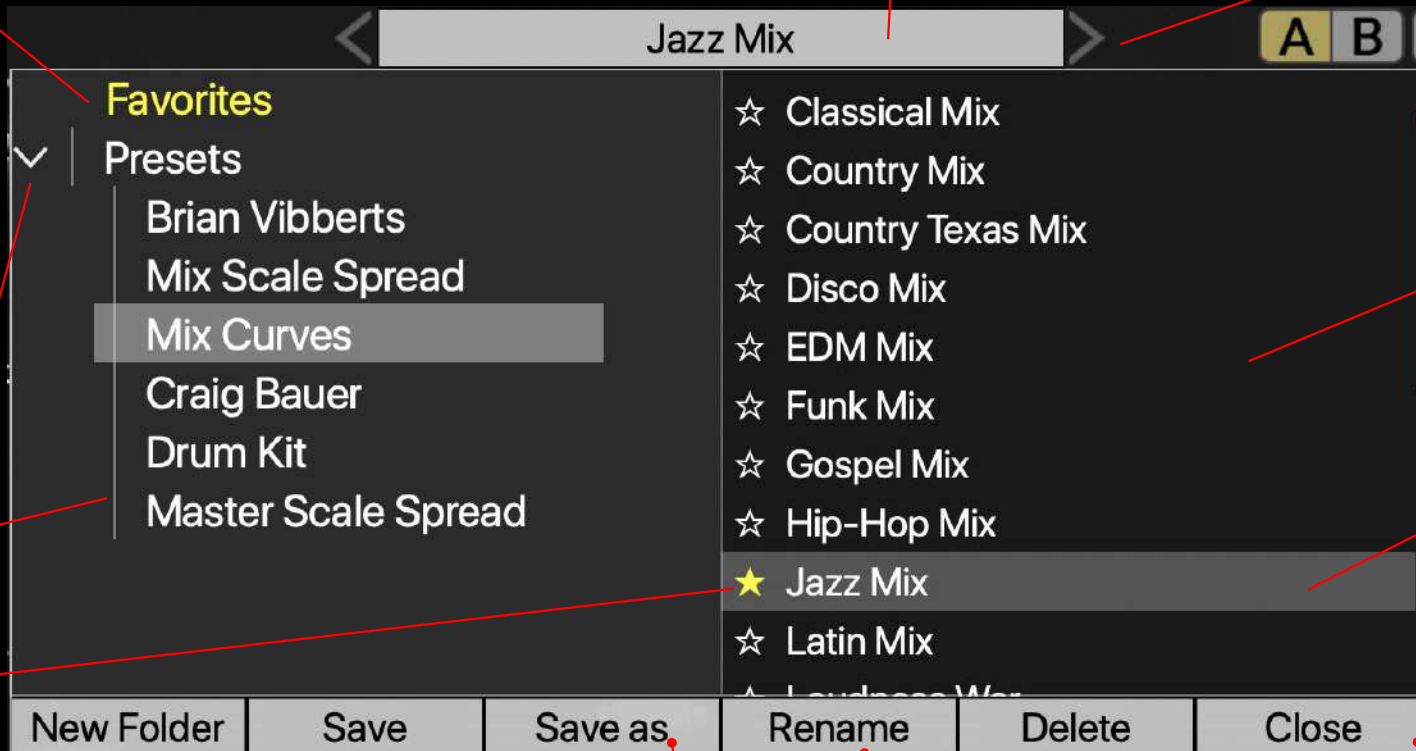 Jazz Mix
A B
Favorites
Presets
Brian Vibberts
Mix Scale Spread
Mix Curves
Craig Bauer
Drum Kit
Master Scale Spread
Classical Mix
Country Mix
Country Texas Mix
Disco Mix
EDM Mix
Funk Mix
Gospel Mix
Hip-Hop Mix
Jazz Mix
Latin Mix
New Folder Save Save as Rename Delete Close